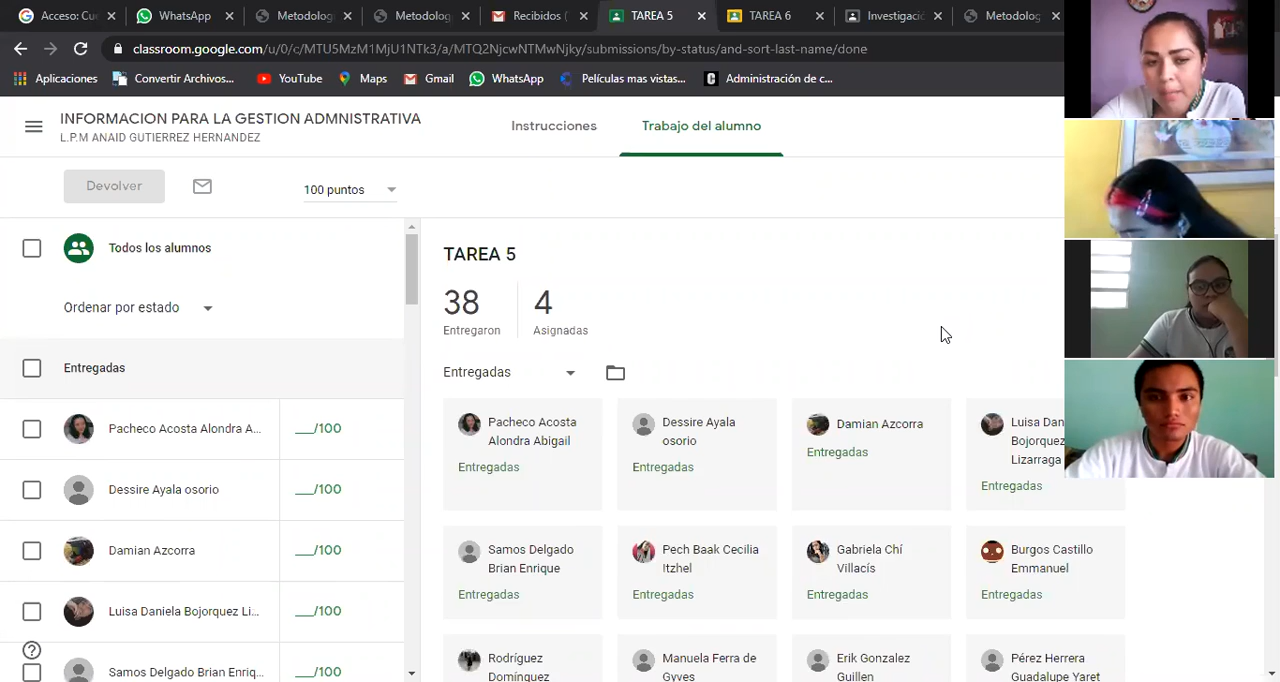 Acceso: Cue
WhatsApp
Metodolog
Metodolog
Recibidos (
TAREA 5
TAREA 6
Investigació
Metodolog
classroom.google.com/u/0/c/MTU5MzM1MjU1NTk3/a/MTQ2NjcwNTMwNjky/submissions/by-status/and-sort-last-name/done
Aplicaciones
Convertir Archivos...
YouTube
Maps
Gmail
WhatsApp
Películas mas vistas...
Administración de c...
INFORMACION PARA LA GESTION ADMNISTRATIVA
L.P.M ANAID GUTIERREZ HERNANDEZ
Instrucciones
Trabajo del alumno
Devolver
100 puntos
Todos los alumnos
Ordenar por estado
Entregadas
Pacheco Acosta Alondra A...
___/100
Dessire Ayala osorio
___/100
Damian Azcorra
___/100
Luisa Daniela Bojorquez Li...
___/100
Samos Delgado Brian Enriq...
TAREA 5
38
Entregaron
4
Asignadas
Entregadas
Pacheco Acosta
Alondra Abigail
Entregadas
Dessire Ayala
osorio
Entregadas
Damian Azcorra
Entregadas
Luisa Dan
Bojorquez
Lizarraga
Entregadas
Samos Delgado
Brian Enrique
Entregadas
Pech Baak Cecilia
Itzhel
Entregadas
Gabriela Chí
Villacís
Entregadas
Burgos Castillo
Emmanuel
Entregadas
Rodríguez
Domínguez
Manuela Ferra de
Gyves
Erik Gonzalez
Guillen
Pérez Herrera
Guadalupe Yaret